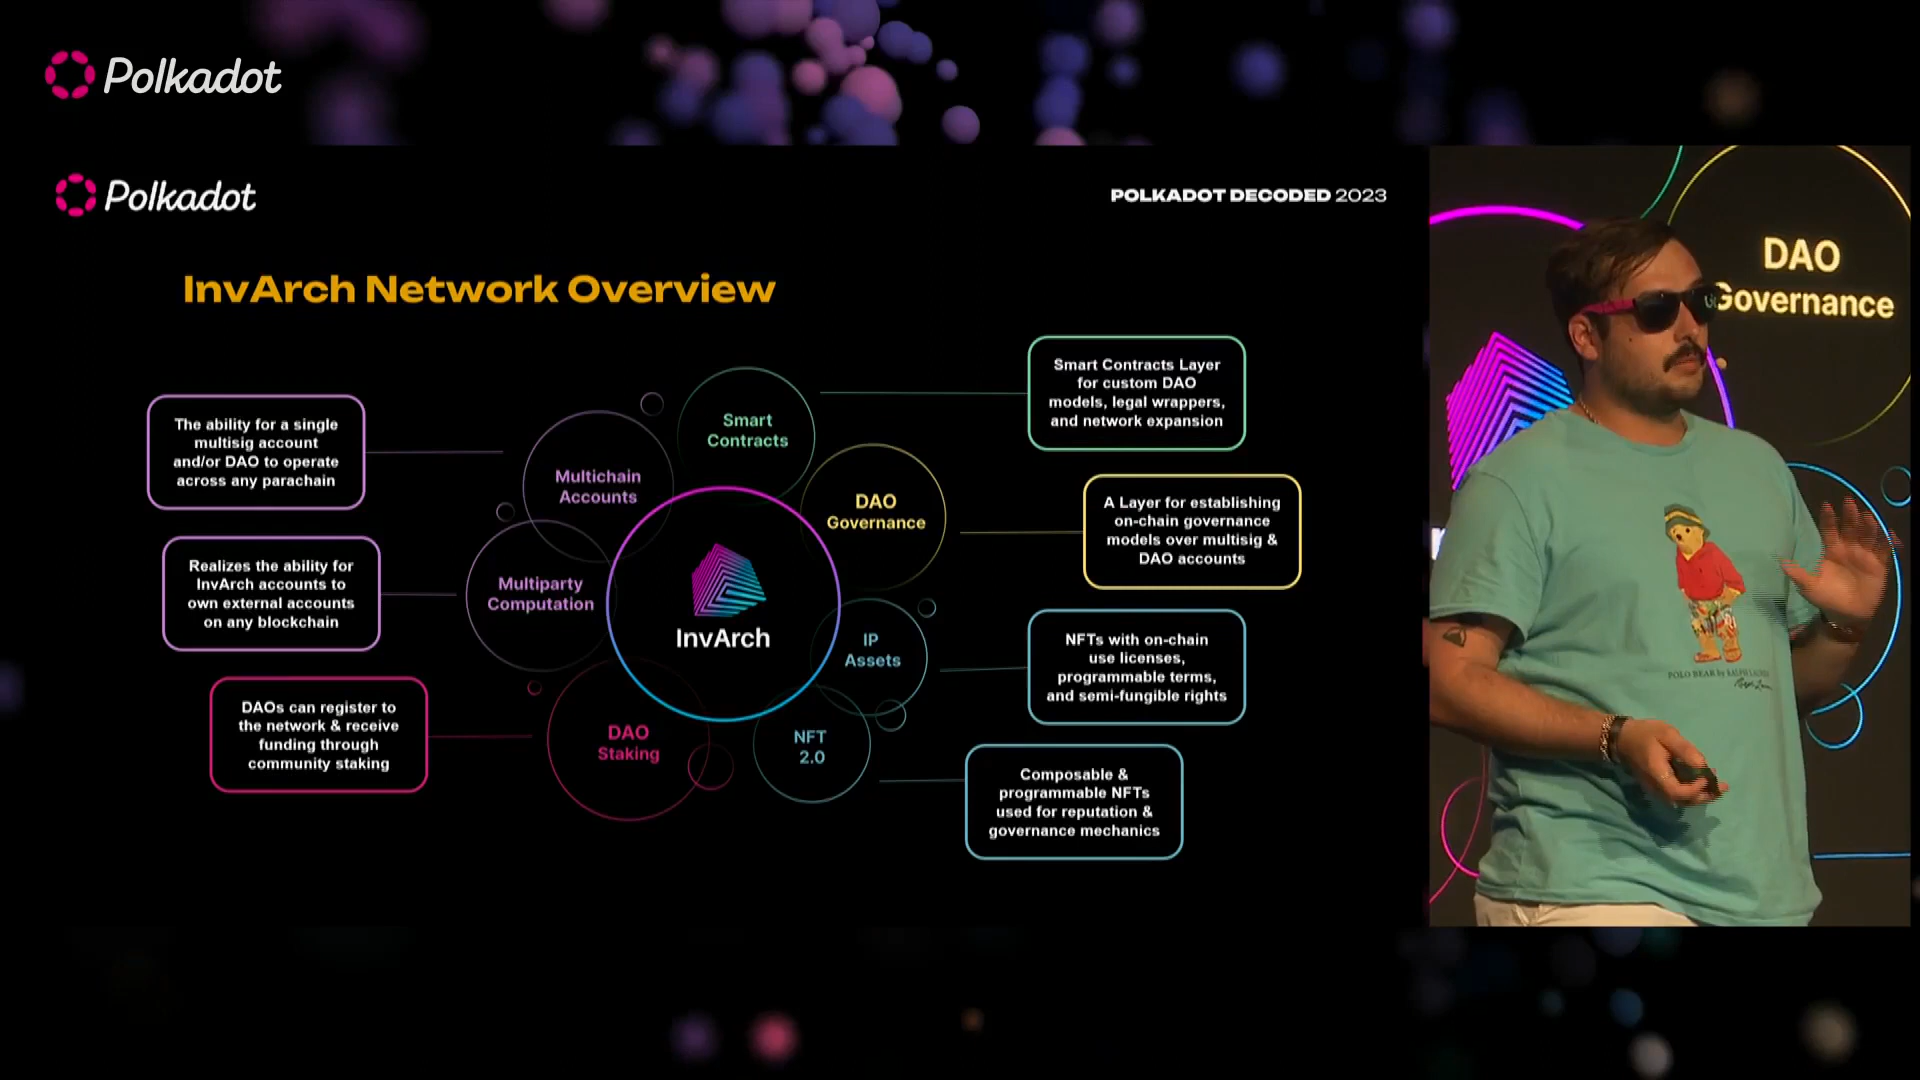 Polkadot
Polkadot
POLKADOT DECODED 2023
InvArch Network Overview
The ability for a single
multisig account
and/or DAO to operate
across any parachain
Realizes the ability for
InvArch accounts to
own external accounts
on any blockchain
DAOs can register to
the network & receive
funding through
community staking
Multichain
Accounts
Smart
Contracts
Multiparty
Computation
InvArch
DAO
Governance
IP
Assets
DAO
Staking
NFT
2.0
Smart Contracts Layer
for custom DAO
models, legal wrappers,
and network expansion
A Layer for establishing
on-chain governance
models over multisig &
DAO accounts
NFTs with on-chain
use licenses,
programmable terms,
and semi-fungible rights
Composable &
programmable NFTs
used for reputation &
governance mechanics
DAO
Governance
POLO BEAR by RALPH LAUREN